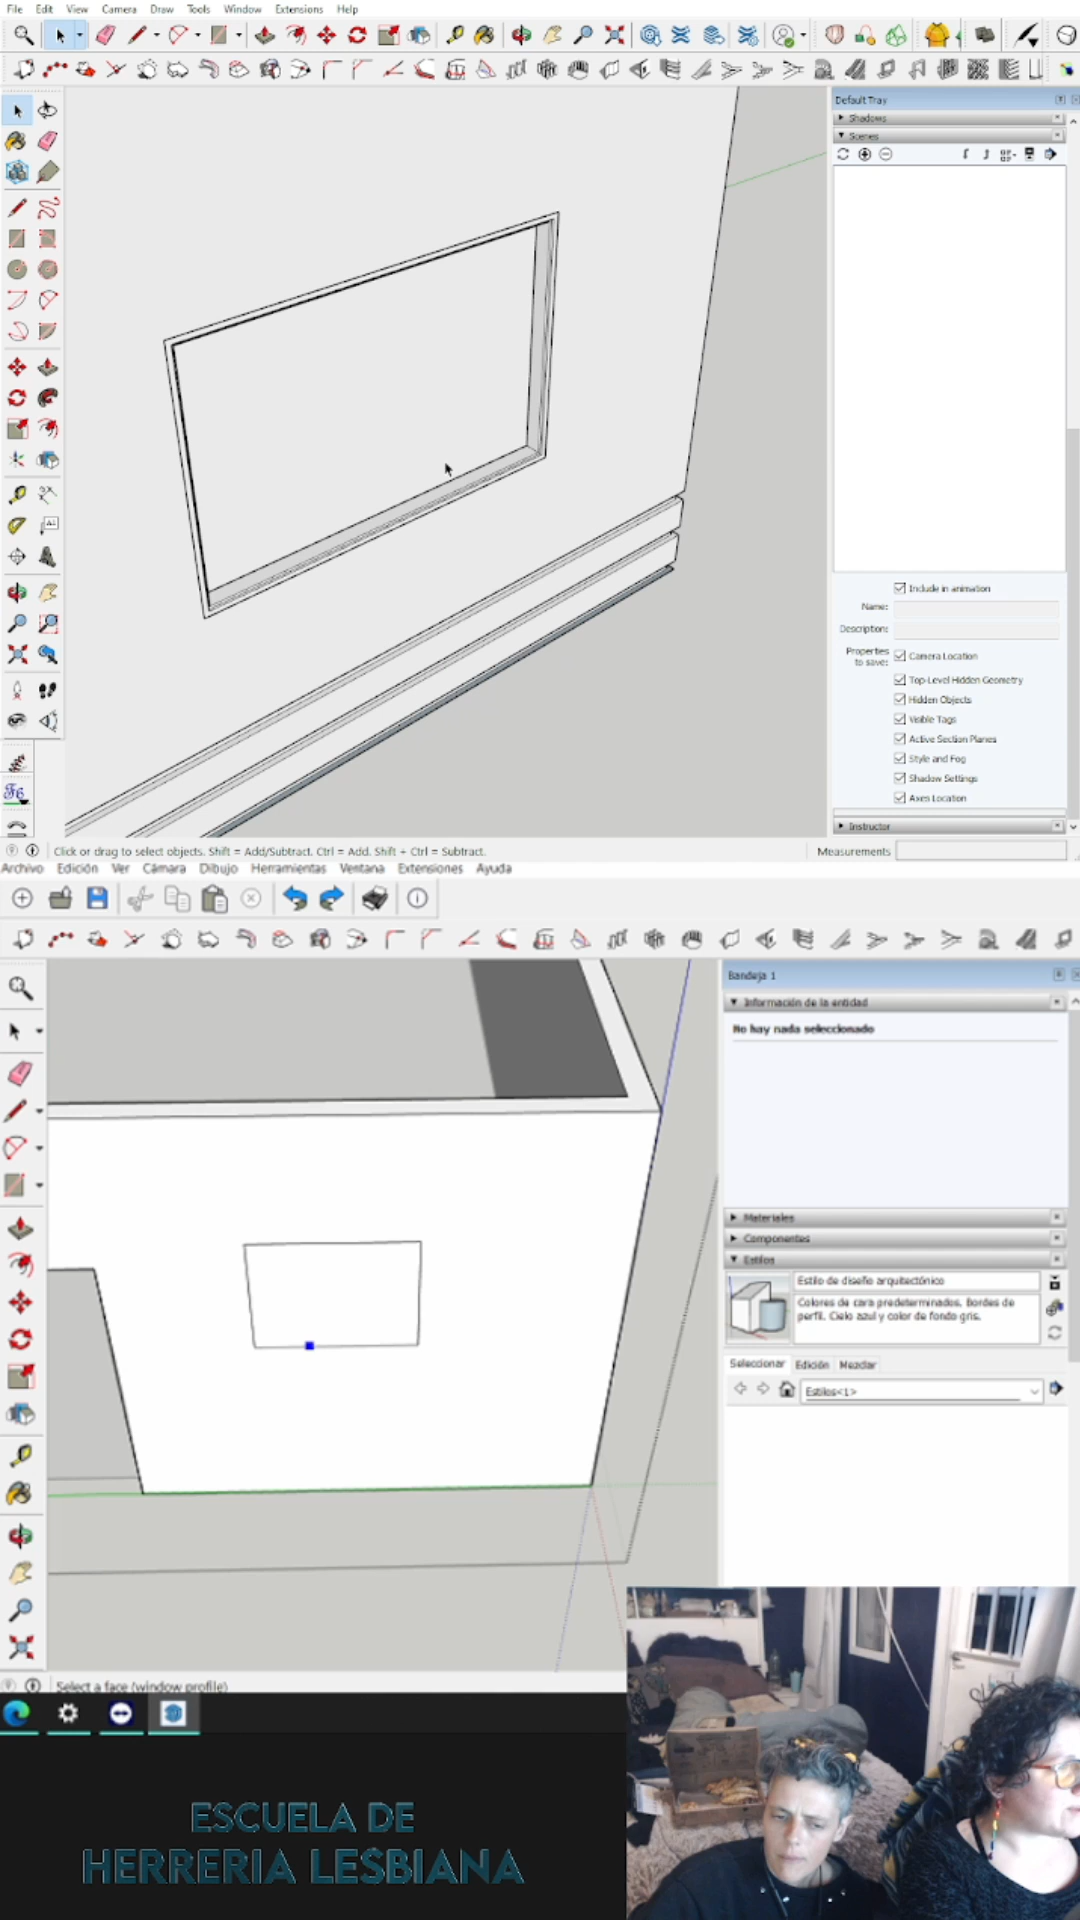 File Edit View Camera Draw Tools Window Extensions Help
Default Tray
Shadows
Scenes
Include in animation
Name:
Description:
Properties to save:
Camera Location
Top-Level Hidden Geometry
Hidden Objects
Visible Tags
Active Section Planes
Style and Fog
Shadow Settings
Axes Location
Instructor
Click or drag to select objects. Shift = Add/Subtract. Ctrl = Add. Shift + Ctrl = Subtract.
Measurements
Archivo Edición Ver Cámara Dibujo Herramientas Ventana Extensiones Ayuda
Bandeja 1
Información de la entidad
No hay nada seleccionado
Materiales
Componentes
Estilos
Estilo de diseño arquitectónico
Colores de cara predeterminados. Bordes de
perfil. Cielo azul y color de fondo gris.
Seleccionar Edición Mezclar
Estilos<1>
Select a face (window profile)
ESCUELA DE
HERRERIA LESBIANA